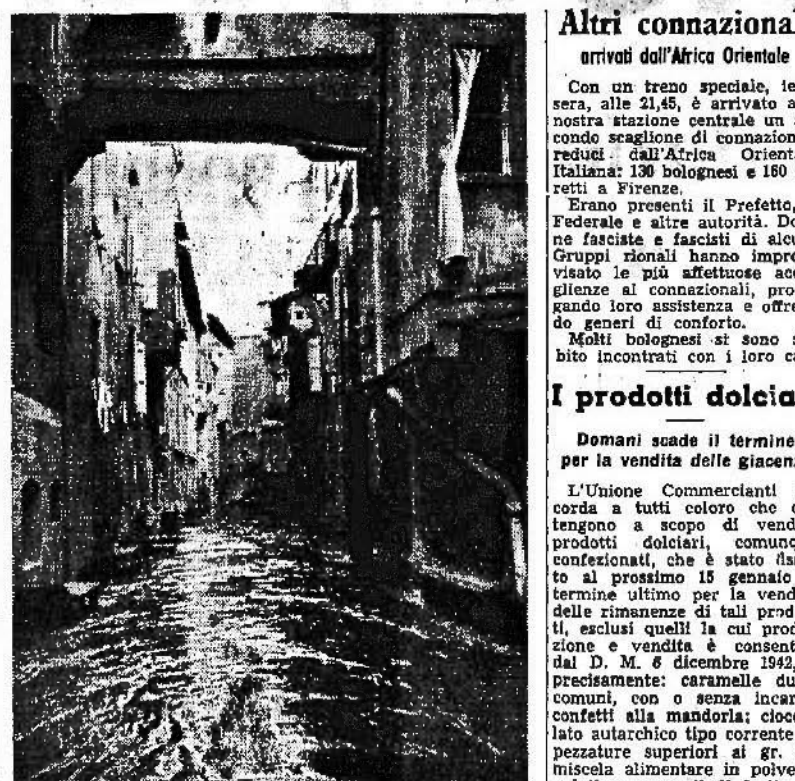 Altri connazional
arrivati dall'Africa Orientale
Con un treno speciale, ie
sera, alle 21,45, è arrivato a
nostra stazione centrale un
condo scaglione di connazion
reduci dall'Africa Orient
Italiana: 130 bolognesi e 160
retti a Firenze.
Erano presenti il Prefetto,
Federale e altre autorità. Do
ne fasciste e fascisti di alcu
Gruppi rionali hanno impro
visato le più affettuose acc
glienze ai connazionali, pro
gando loro assistenza e offre
do generi di conforto.
Molti bolognesi si sono s
bito incontrati con i loro ca
I prodotti dolcia
Domani scade il termine
per la vendita delle giacenz
L'Unione Commercianti
corda a tutti coloro che
tengono a scopo di vend
prodotti dolciari, comunq
confezionati, che è stato fis
to al prossimo 15 gennaio
termine ultimo per la vend
delle rimanenze di tali prod
ti, esclusi quelli la cui prod
zione e vendita è consent
dal D. M. 6 dicembre 1942,
precisamente: caramelle du
comuni, con o senza incar
confetti alla mandorla; cioc
lato autarchico tipo corrente
pezzature superiori ai gr.
miscela alimentare in polve